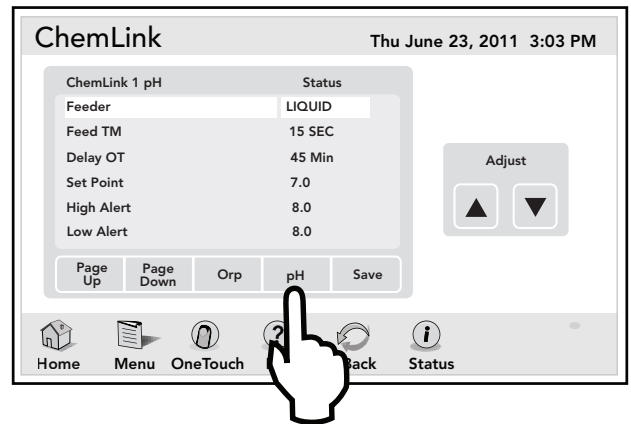 ChemLink
Thu June 23, 2011 3:03 PM
ChemLink 1 pH Status
Feeder LIQUID
Feed TM 15 SEC
Delay OT 45 Min
Set Point 7.0
High Alert 8.0
Low Alert 8.0
Adjust
Page Up
Page Down
Orp
pH
Save
?
i
Home Menu OneTouch Back Status